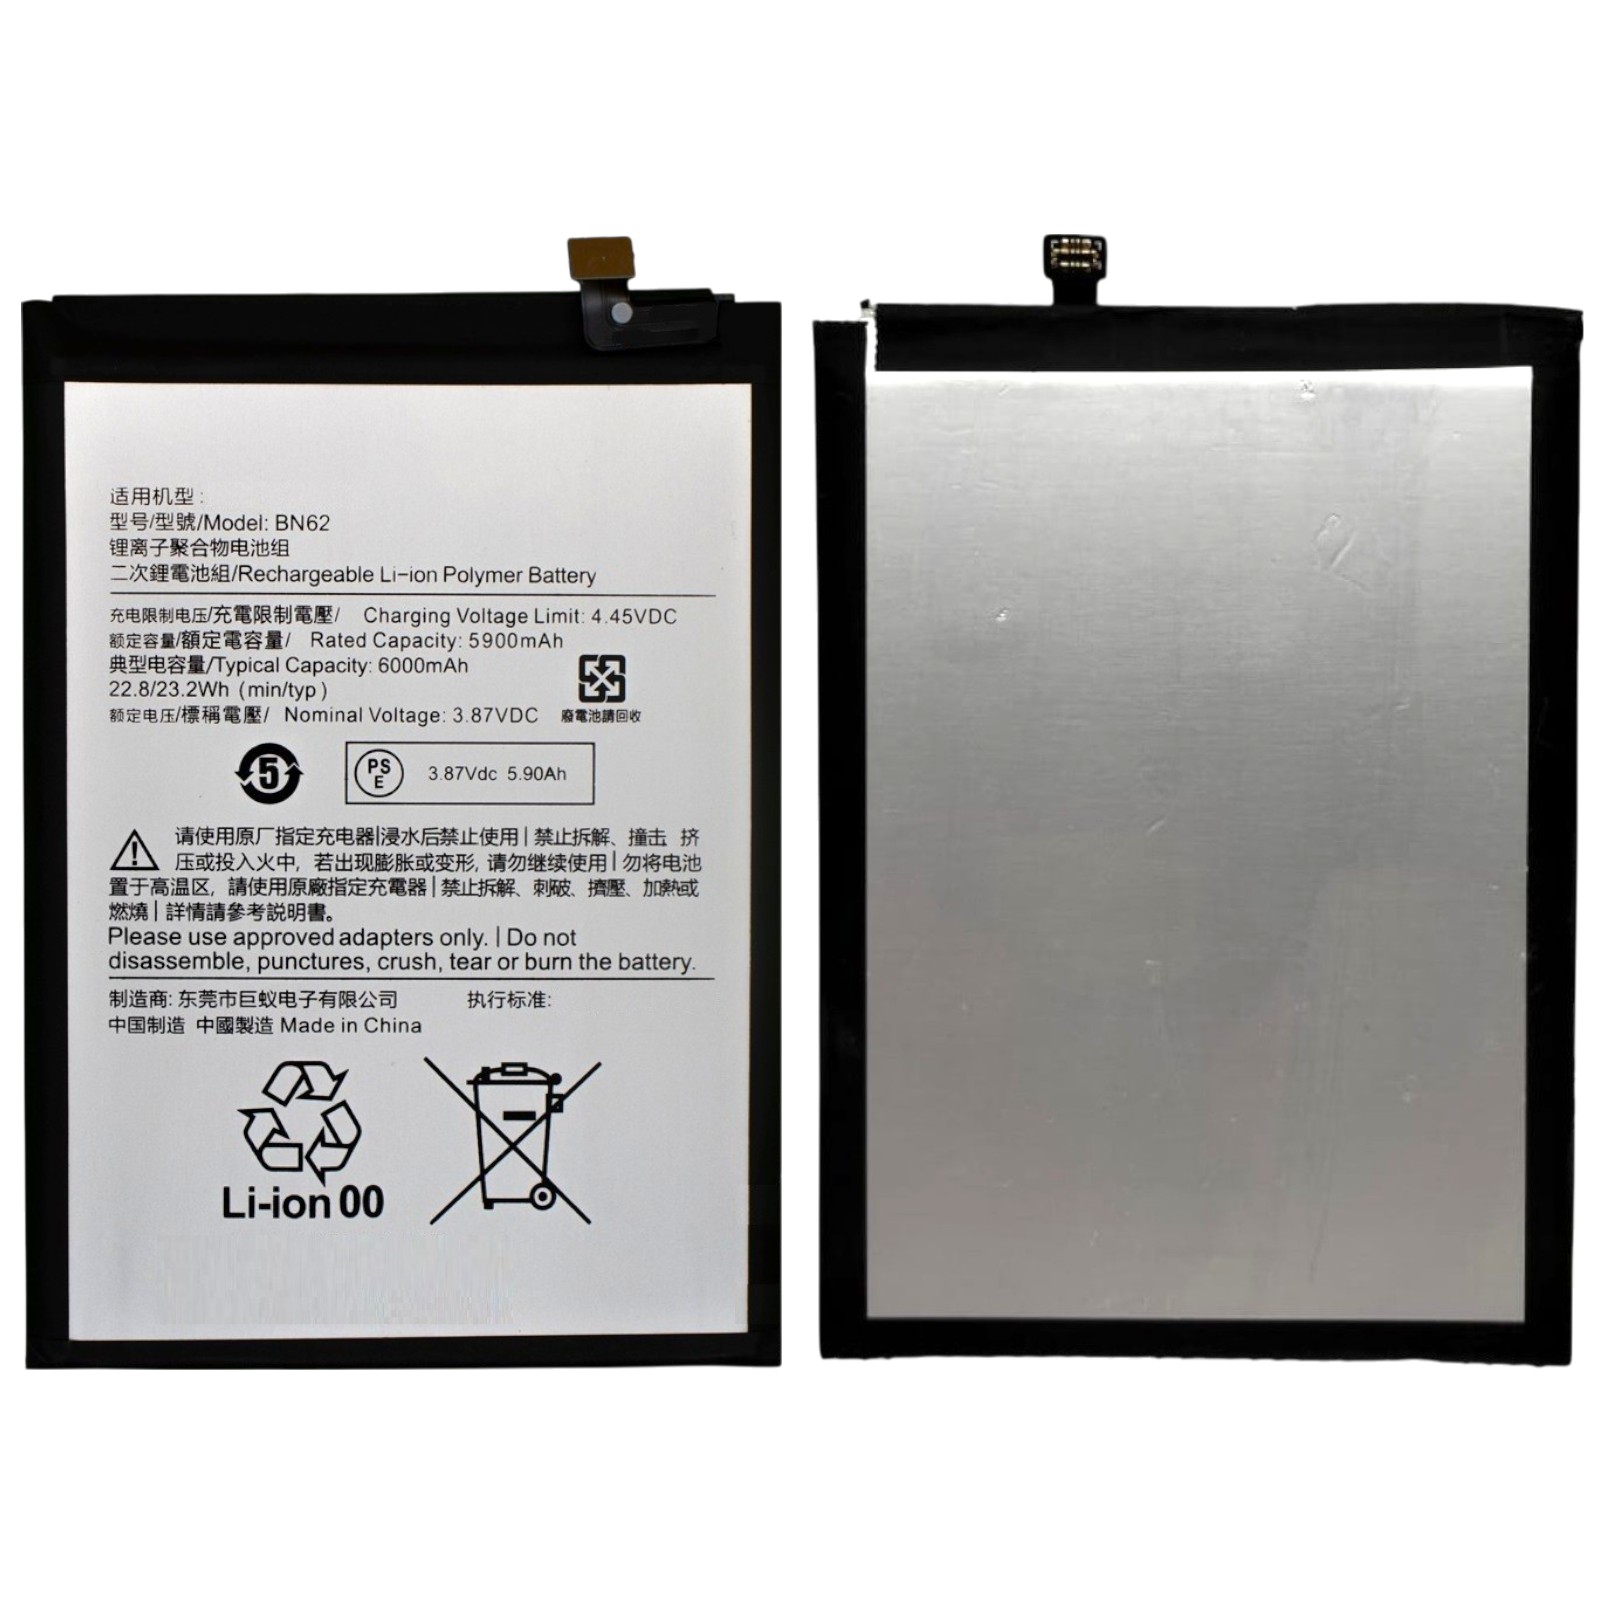 适用机型:
型号/型號/Model: BN62
锂离子聚合物电池组
二次鋰電池組/Rechargeable Li-ion Polymer Battery
充电限制电压/充電限制電壓/ Charging Voltage Limit: 4.45VDC
额定容量/額定電容量/ Rated Capacity: 5900mAh
典型电容量/Typical Capacity: 6000mAh
22.8/23.2Wh (min/typ)
额定电压/標稱電壓/ Nominal Voltage: 3.87VDC
廢電池請回收
5
PS
E
3.87Vdc 5.90Ah
请使用原厂指定充电器|浸水后禁止使用|禁止拆解、撞击 挤
压或投入火中, 若出现膨胀或变形, 请勿继续使用|勿将电池
置于高温区, 請使用原廠指定充電器|禁止拆解、刺破、擠壓、加熱或
燃燒|詳情請參考説明書。
Please use approved adapters only. | Do not
disassemble, punctures, crush, tear or burn the battery.
制造商: 东莞市巨蚁电子有限公司 执行标准:
中国制造 中國製造 Made in China
Li-ion 00